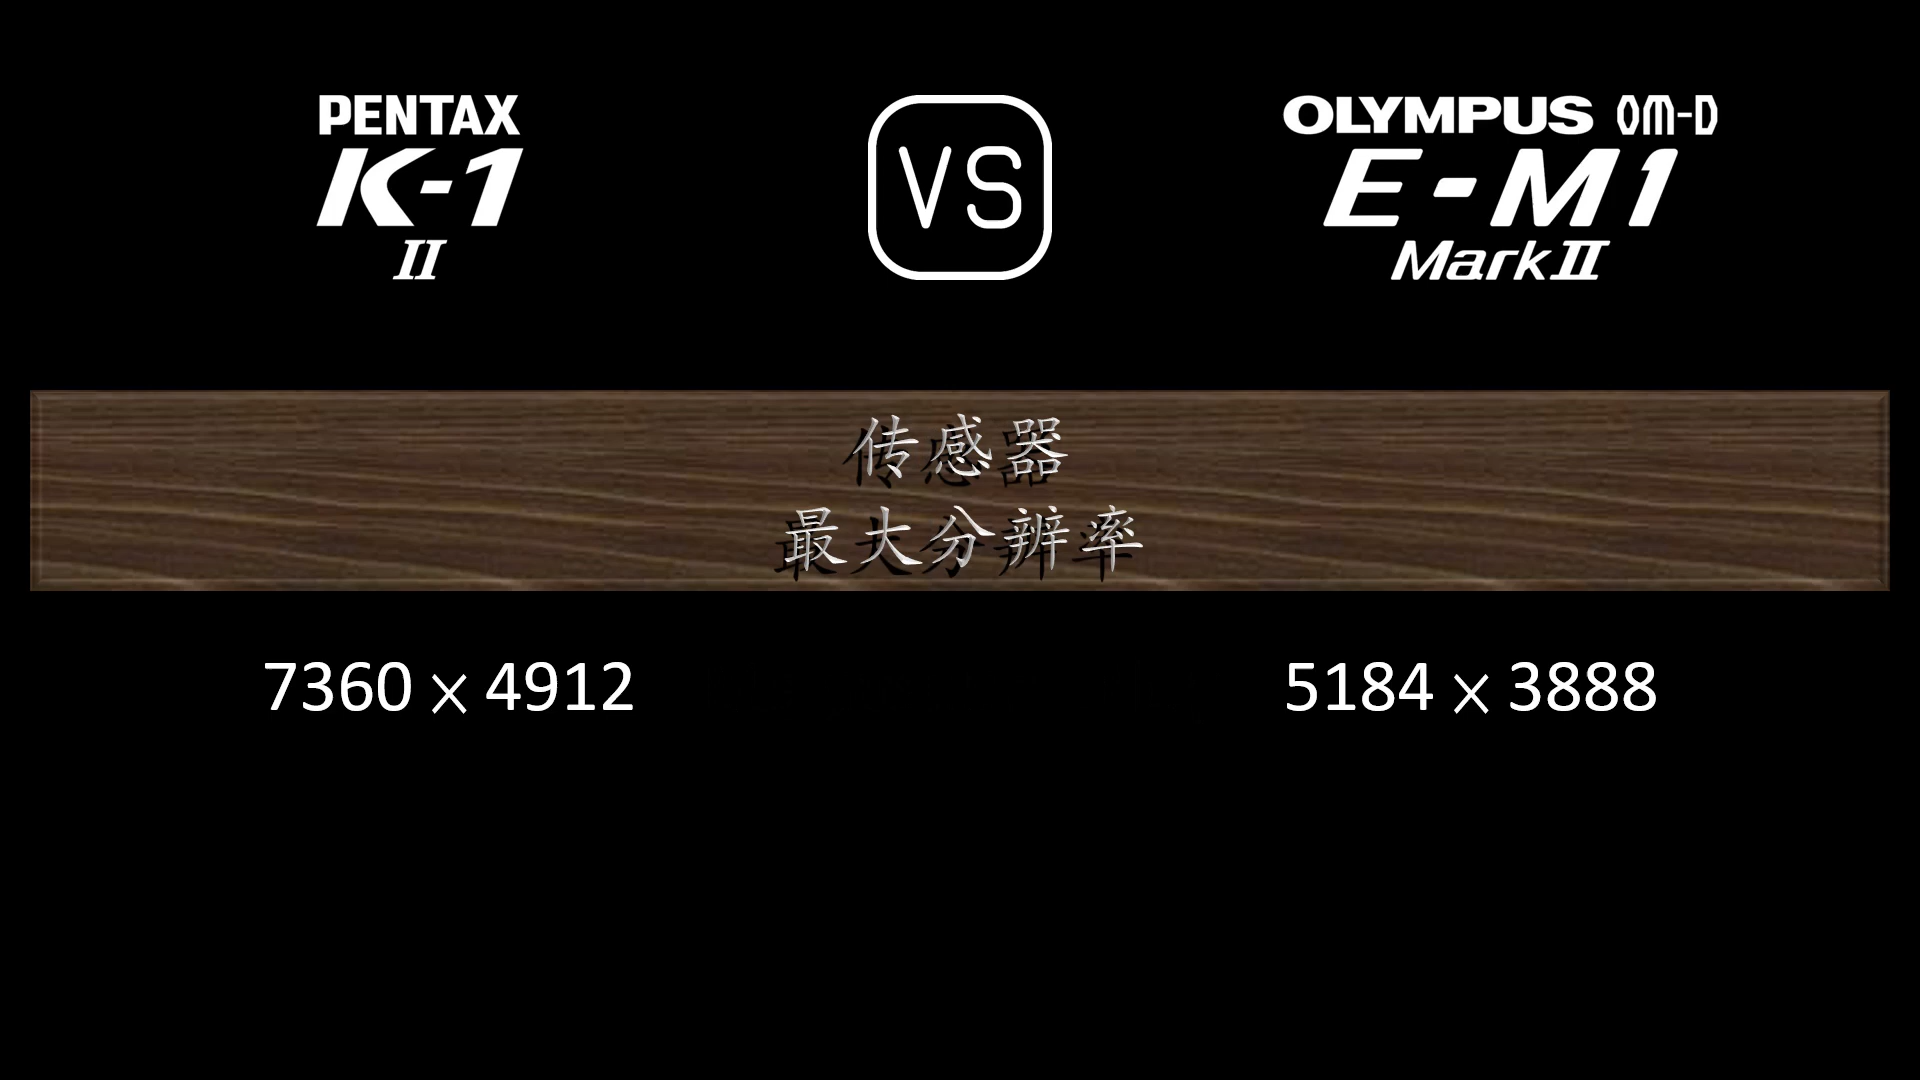 PENTAX
K-1
II
VS
OLYMPUS OM-D
E-M1
Mark II
传感器
最大分辨率
7360 x 4912
5184 x 3888